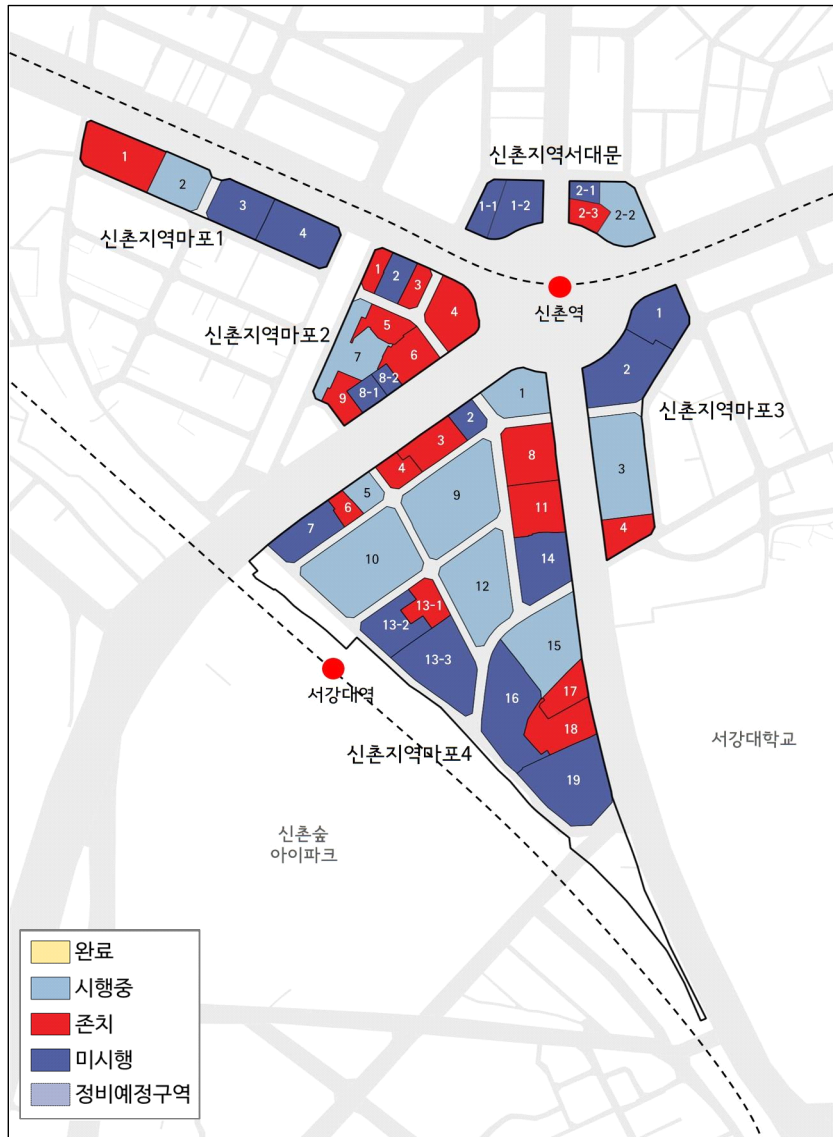 신촌지역서대문
1
2
3
4
신촌지역마포1
1-1
1-2
2-1
2-2
2-3
신촌역
1
2
3
4
5
6
7
8-1
8-2
9
신촌지역마포2
1
2
3
4
신촌지역마포3
1
2
3
4
5
6
7
8
9
10
11
12
13-1
13-2
13-3
14
15
16
17
18
19
서강대역
신촌지역마포4
서강대학교
신촌숲
아이파크
완료
시행중
존치
미시행
정비예정구역